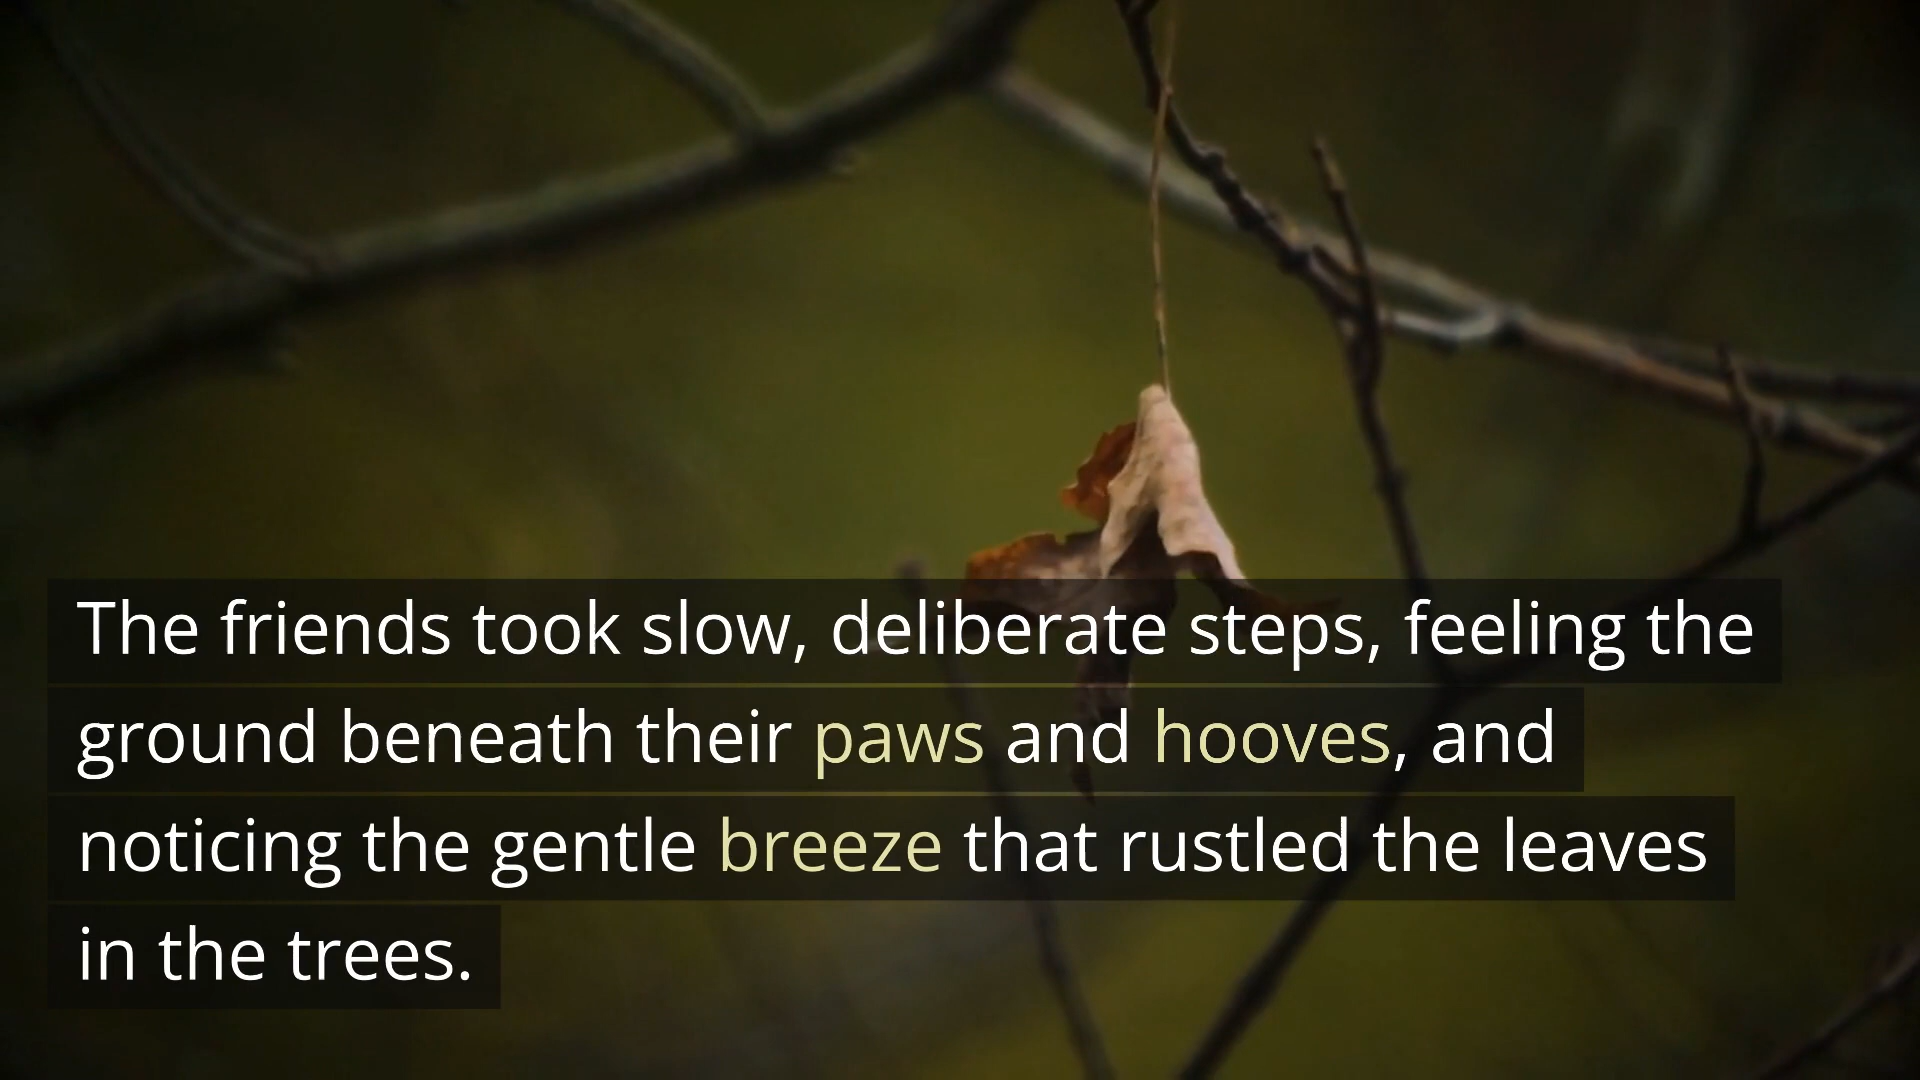 The friends took slow, deliberate steps, feeling the
ground beneath their paws and hooves, and
noticing the gentle breeze that rustled the leaves
in the trees.